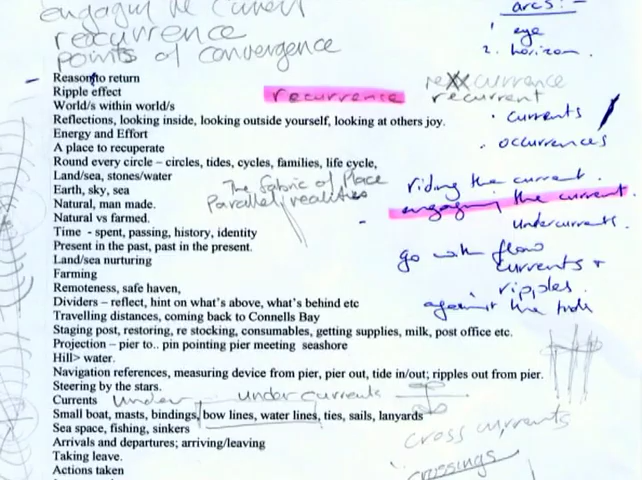 engaging the current
recurrence
points of convergence
arcs:-
1 eye
2. horizon.
Reason to return
Ripple effect
recurrence
recurrance
recurrent
World/s within world/s
Reflections, looking inside, looking outside yourself, looking at others joy.
· currents
Energy and Effort
A place to recuperate
· occurrences
Round every circle – circles, tides, cycles, families, life cycle,
Land/sea, stones/water
Earth, sky, sea
The Fabric of Place
riding the current.
Natural, man made.
Parallel realities
engaging the current.
Natural vs farmed.
undercurrents.
Time - spent, passing, history, identity
Present in the past, past in the present.
go with flow
Land/sea nurturing
currents +
Farming
Remoteness, safe haven,
ripples.
Dividers – reflect, hint on what's above, what's behind etc
against the tide
Travelling distances, coming back to Connells Bay
Staging post, restoring, re stocking, consumables, getting supplies, milk, post office etc.
Projection – pier to.. pin pointing pier meeting seashore
Hill> water.
Navigation references, measuring device from pier, pier out, tide in/out; ripples out from pier.
Steering by the stars.
Currents under under currents
Small boat, masts, bindings, bow lines, water lines, ties, sails, lanyards
Sea space, fishing, sinkers
cross currents
Arrivals and departures; arriving/leaving
Taking leave.
crossings
Actions taken